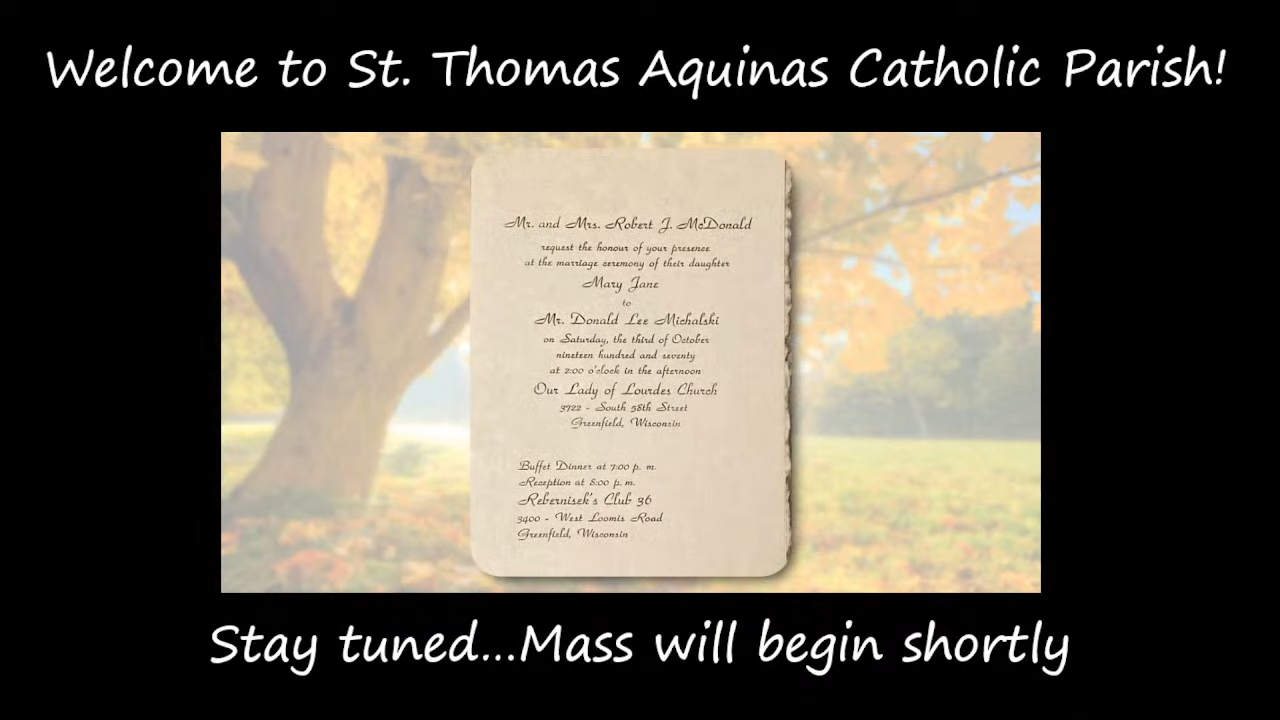 Welcome to St. Thomas Aquinas Catholic Parish!
Mr. and Mrs. Robert J. McDonald
request the honour of your presence
at the marriage ceremony of their daughter
Mary Jane
to
Mr. Donald Lee Michalski
on Saturday, the third of October
nineteen hundred and seventy
at 2:00 o'clock in the afternoon
Our Lady of Lourdes Church
3722 - South 58th Street
Greenfield, Wisconsin
Buffet Dinner at 7:00 p. m.
Reception at 8:00 p. m.
Rebernisek's Club 36
3400 - West Loomis Road
Greenfield, Wisconsin
Stay tuned...Mass will begin shortly